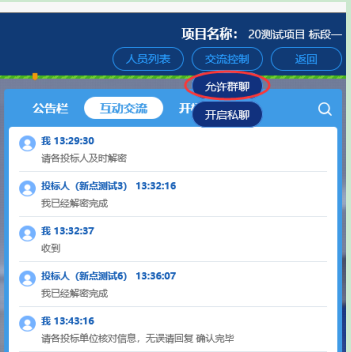 项目名称： 20测试项目 标段一
人员列表 交流控制 返回
允许群聊
公告栏 互动交流 开 开启私聊
我 13:29:30
请各投标人及时解密
投标人（新点测试3） 13:32:16
我已经解密完成
我 13:32:37
收到
投标人（新点测试6） 13:36:07
我已经解密完成
我 13:43:16
请各投标单位核对信息，无误请回复 确认完毕